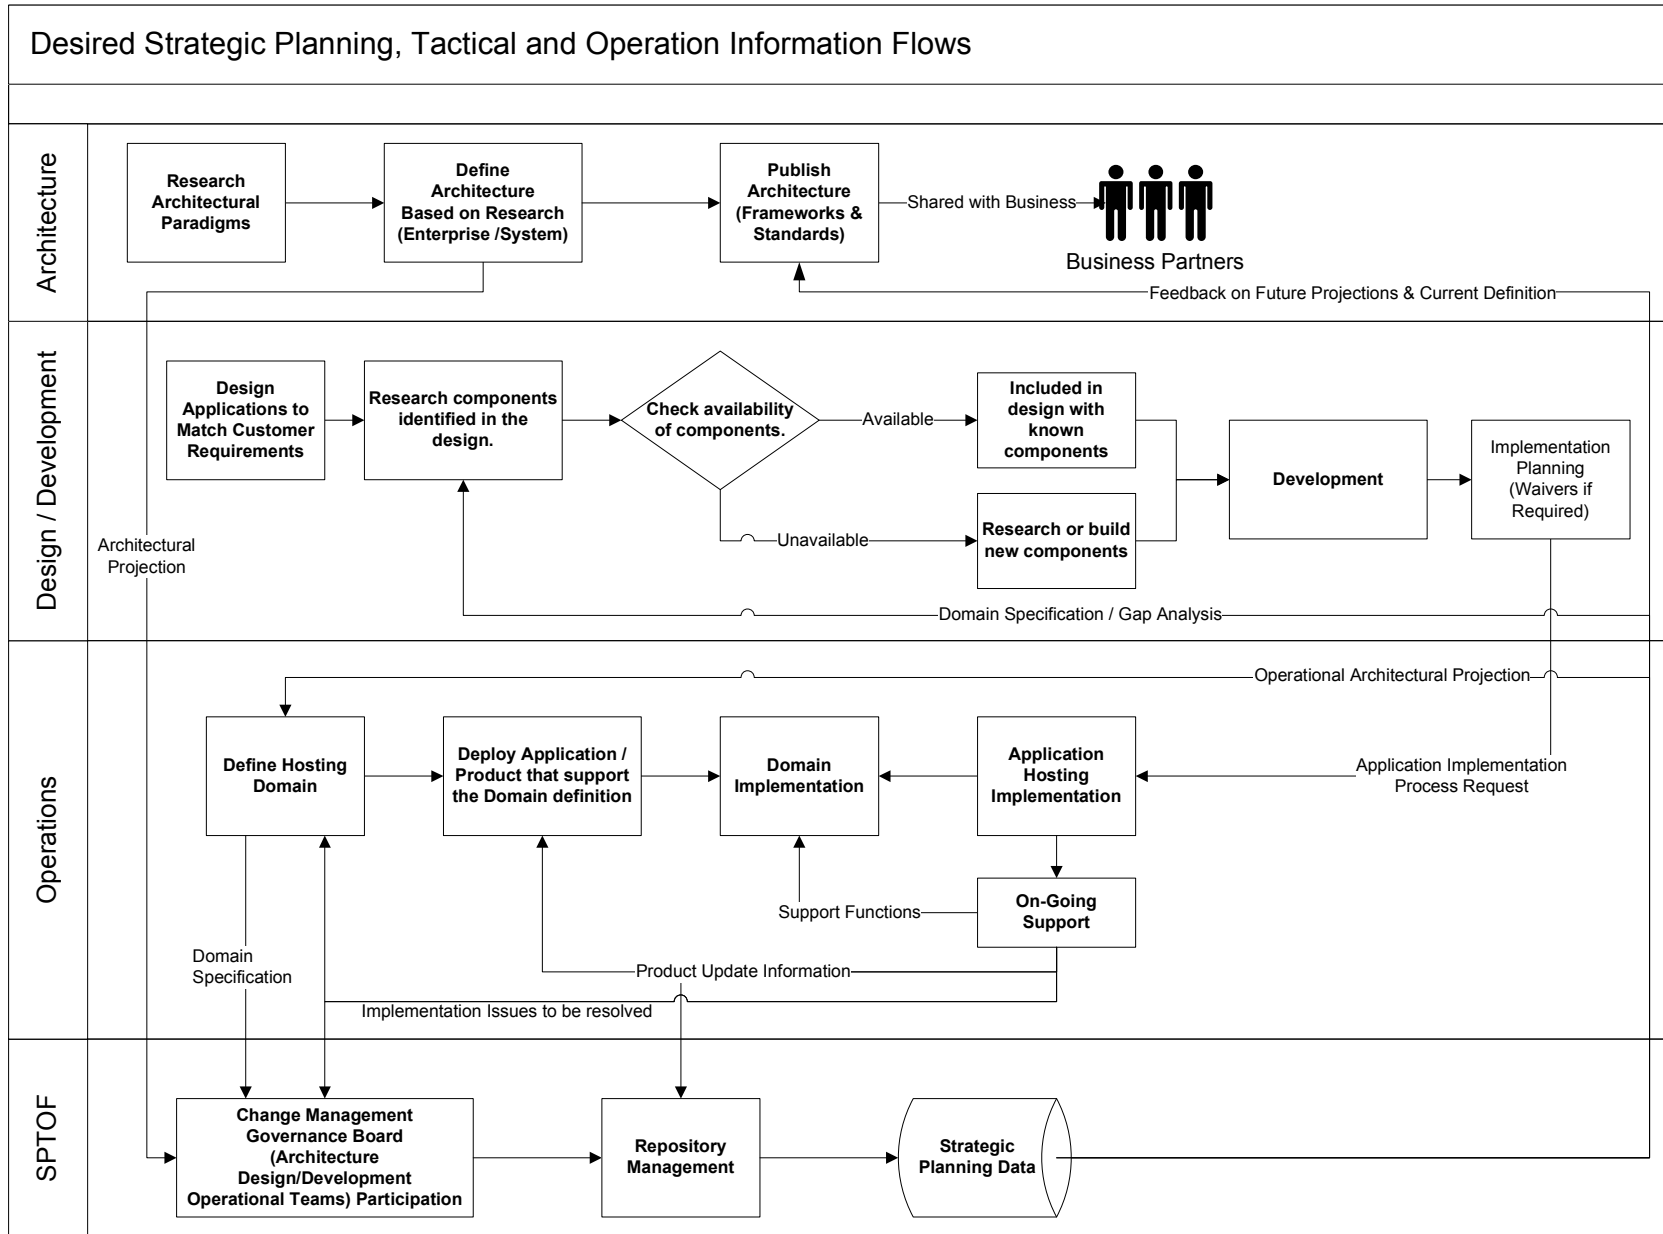 Desired Strategic Planning, Tactical and Operation Information Flows
Architecture
Research
Architectural
Paradigms
Define
Architecture
Based on Research
(Enterprise /System)
Publish
Architecture
(Frameworks &
Standards)
Shared with Business
Business Partners
Feedback on Future Projections & Current Definition
Design / Development
Design
Applications to
Match Customer
Requirements
Research components
identified in the
design.
Check availability
of components.
Available
Unavailable
Included in
design with
known
components
Research or build
new components
Development
Implementation
Planning
(Waivers if
Required)
Architectural
Projection
Domain Specification / Gap Analysis
Operations
Operational Architectural Projection
Define Hosting
Domain
Deploy Application /
Product that support
the Domain definition
Domain
Implementation
Application
Hosting
Implementation
Application Implementation
Process Request
On-Going
Support
Support Functions
Domain
Specification
Product Update Information
Implementation Issues to be resolved
SPTOF
Change Management
Governance Board
(Architecture
Design/Development
Operational Teams) Participation
Repository
Management
Strategic
Planning Data